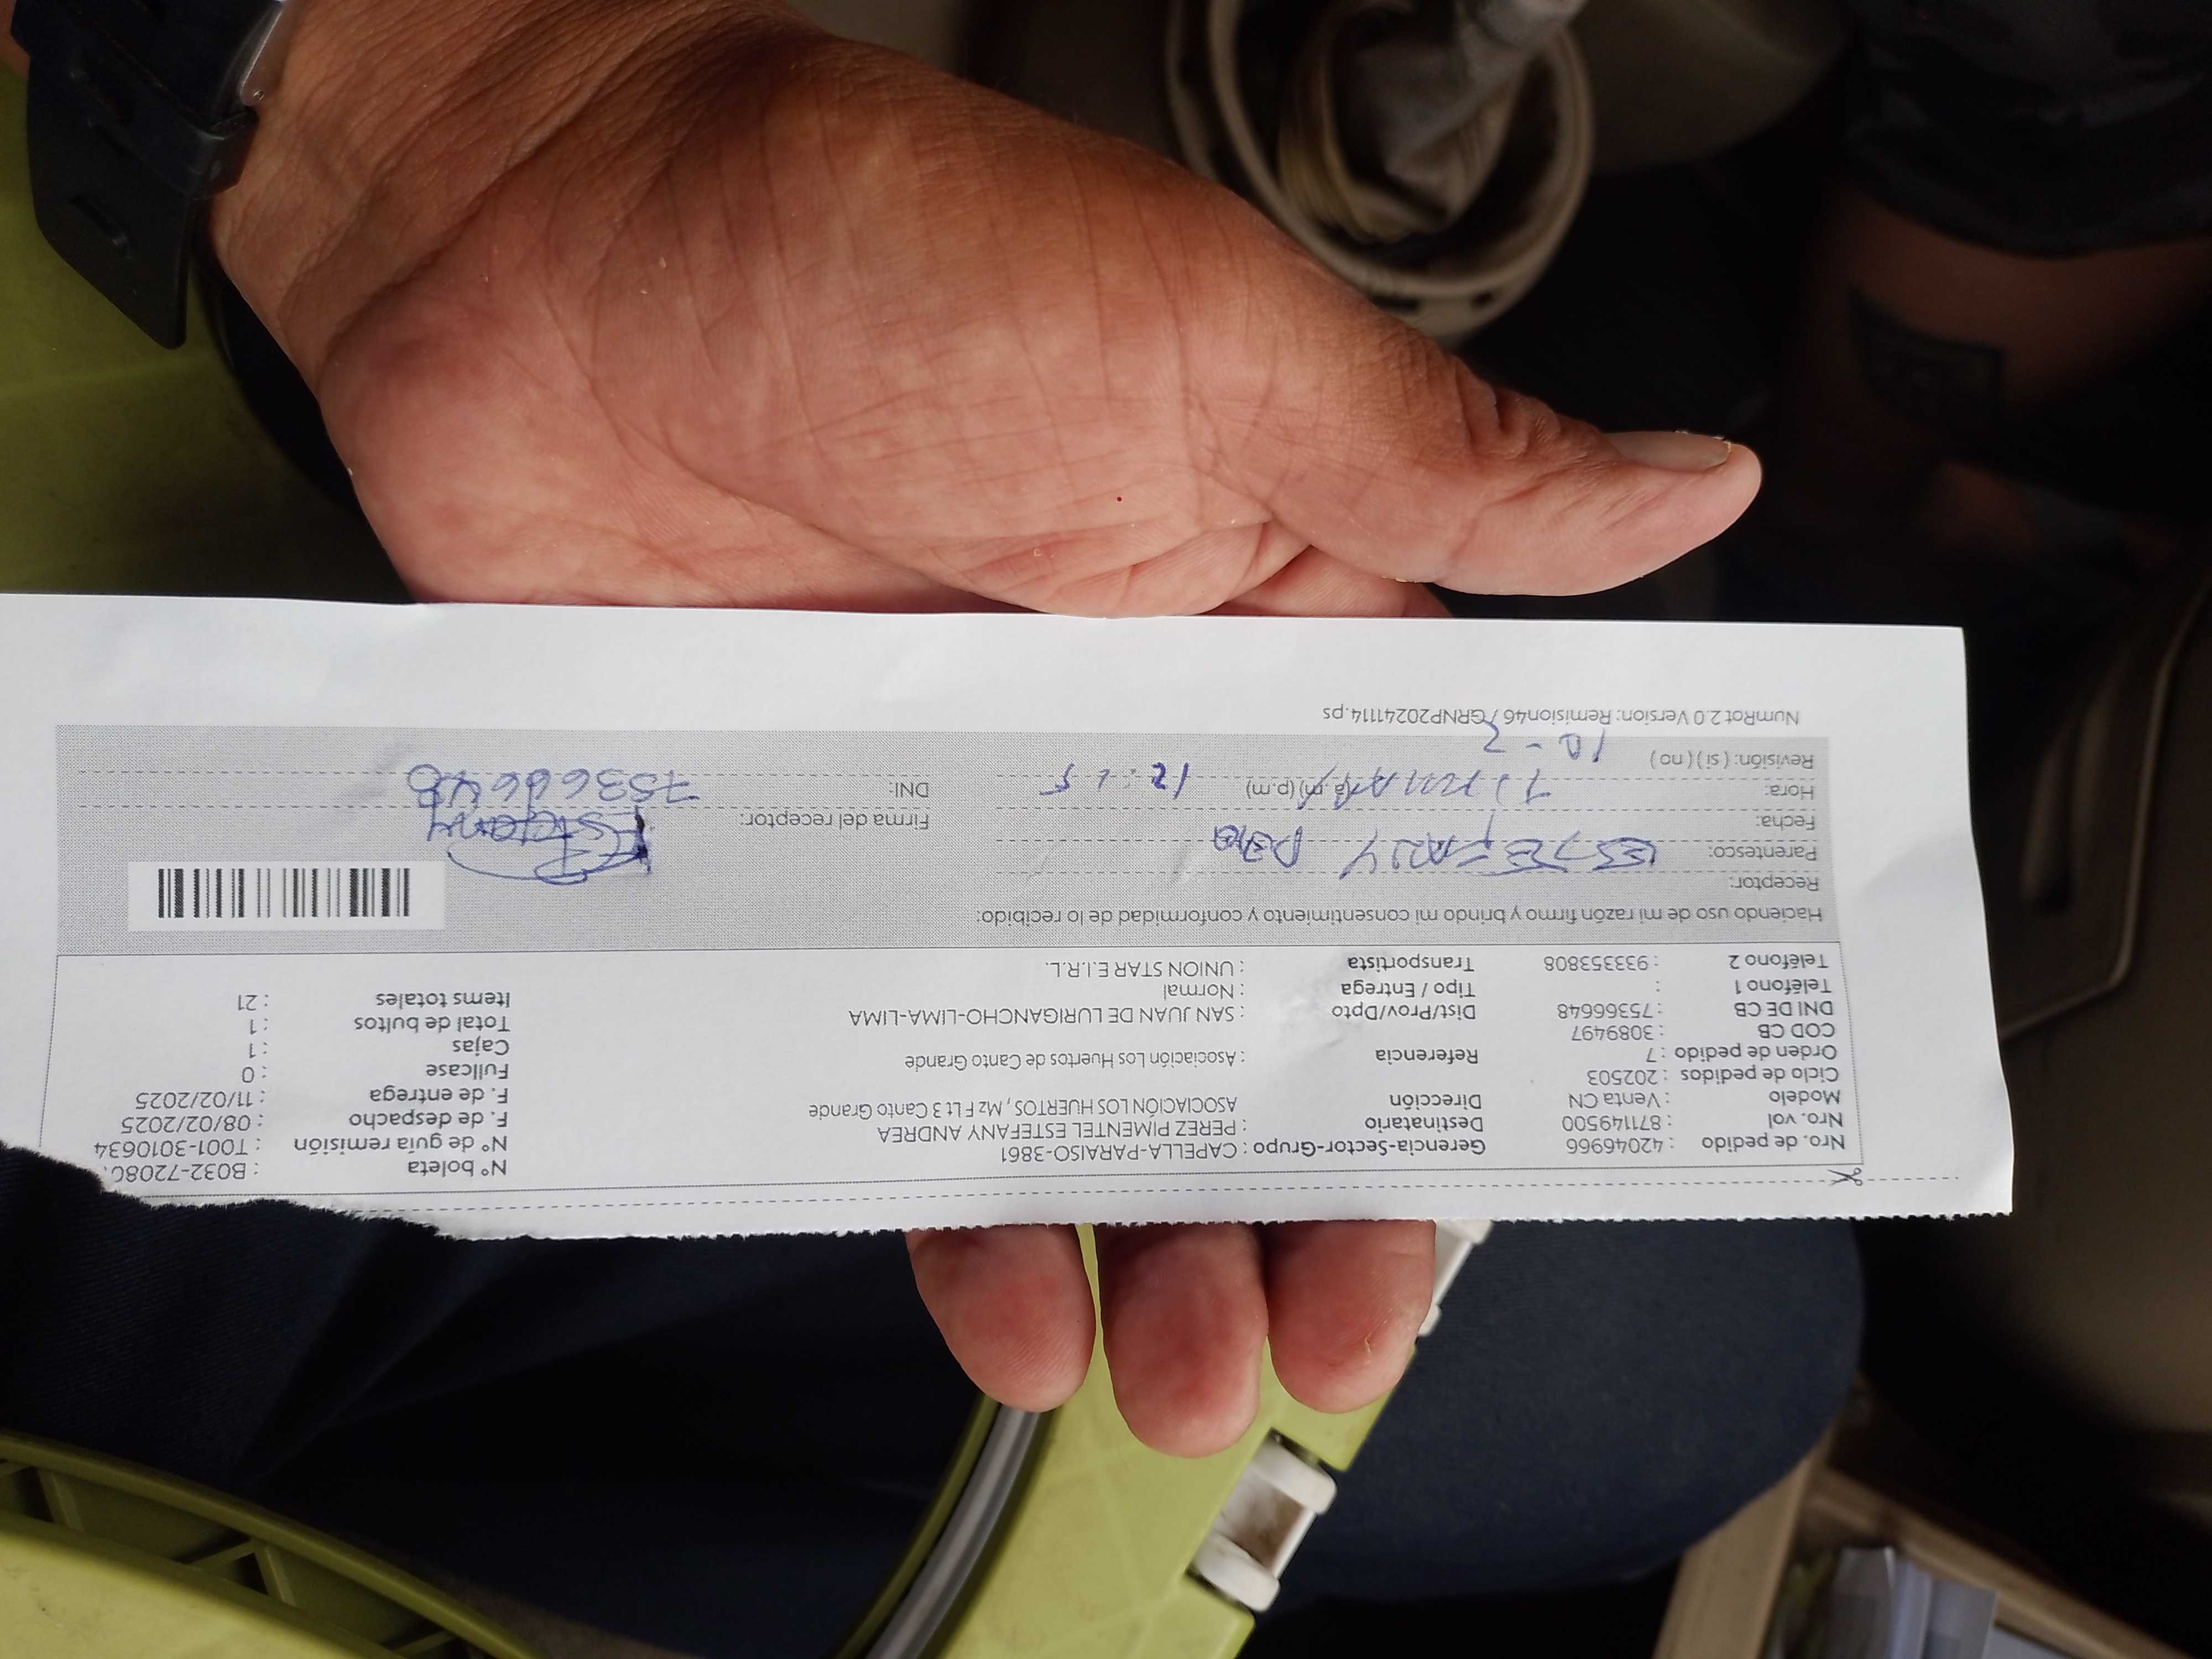 Nro. de pedido : 42046966 Gerencia-Sector-Grupo : CAPELLA-PARAISO-3861 N° boleta : B032-7208
Nro. vol : 871149500 Destinatario PEREZ PIMENTEL ESTEFANY ANDREA N° de guía remisión : T001-3010634
Modelo : Venta CN Dirección ASOCIACIÓN LOS HUERTOS , Mz F Lt 3 Canto Grande F. de despacho : 08/02/2025
Ciclo de pedidos : 202503 F. de entrega : 11/02/2025
Orden de pedido : 7 Referencia : Asociación Los Huertos de Canto Grande Fullcase : 0
COD CB : 3089497 Cajas : 1
DNI DE CB : 75366648 Dist/Prov/Dpto : SAN JUAN DE LURIGANCHO-LIMA-LIMA Total de bultos : 1
Teléfono 1 : Tipo / Entrega : Normal Items totales : 21
Teléfono 2 : 933353808 Transportista : UNION STAR E.I.R.L.
Haciendo uso de mi razón firmo y brindo mi consentimiento y conformidad de lo recibido:
Receptor:
Parentesco: ESTEFANY
Fecha: Firma del receptor: Estefany
Hora: (a.m) (p.m) 12:15 DNI: 75366648
Revisión: ( si ) ( no )
NumRot 2.0 Version: Remision46 / GRNP20241114.ps